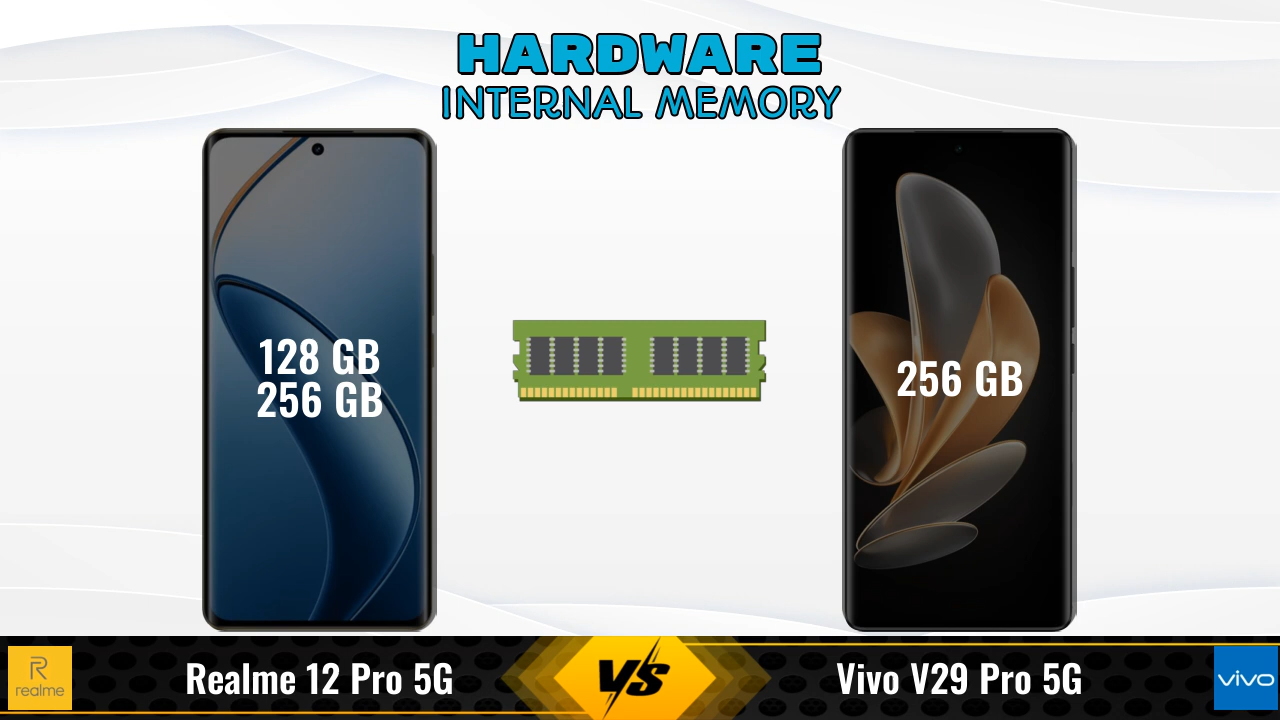 HARDWARE
INTERNAL MEMORY
128 GB
256 GB
256 GB
R
realme
Realme 12 Pro 5G
VS
Vivo V29 Pro 5G
vivo